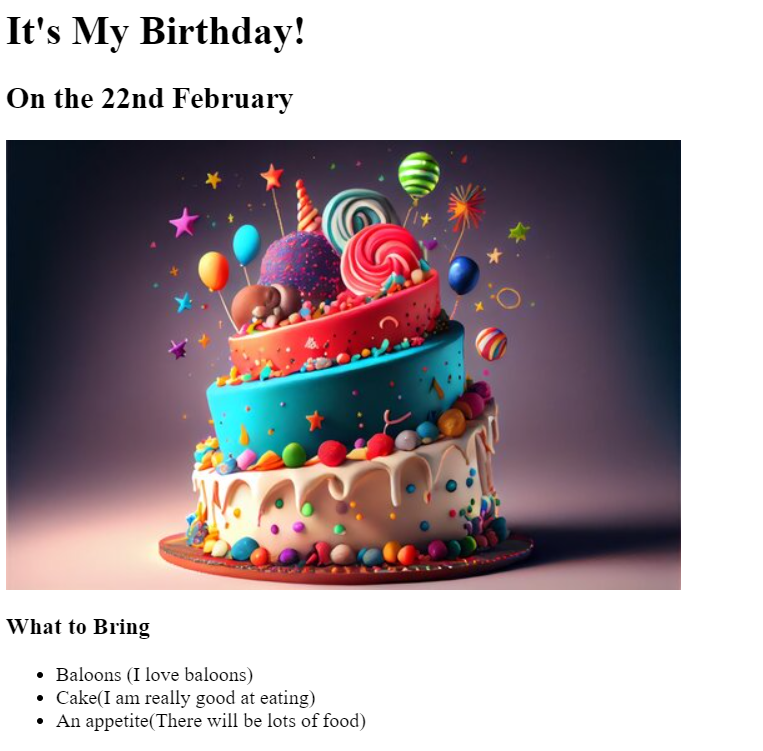 It's My Birthday!
On the 22nd February
What to Bring
Baloons (I love baloons)
Cake(I am really good at eating)
An appetite(There will be lots of food)